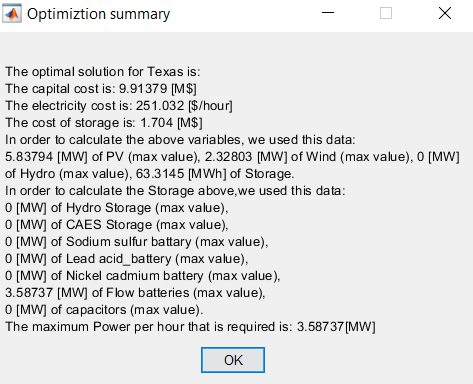 Optimiztion summary
The optimal solution for Texas is:
The capital cost is: 9.91379 [M$]
The electricity cost is: 251.032 [$/hour]
The cost of storage is: 1.704 [M$]
In order to calculate the above variables, we used this data:
5.83794 [MW] of PV (max value), 2.32803 [MW] of Wind (max value), 0 [MW]
of Hydro (max value), 63.3145 [MWh] of Storage.
In order to calculate the Storage above,we used this data:
0 [MW] of Hydro Storage (max value),
0 [MW] of CAES Storage (max value),
0 [MW] of Sodium sulfur battary (max value),
0 [MW] of Lead acid_battery (max value),
0 [MW] of Nickel cadmium battery (max value),
3.58737 [MW] of Flow batteries (max value),
0 [MW] of capacitors (max value).
The maximum Power per hour that is required is: 3.58737[MW]
OK